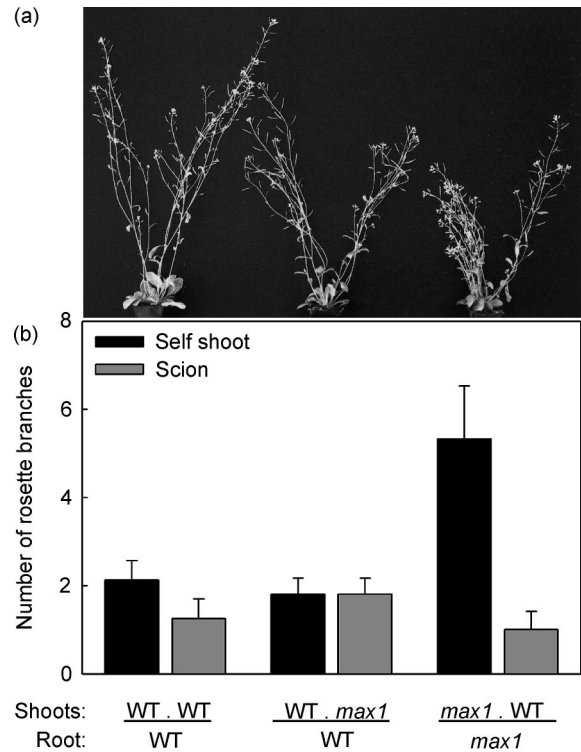 (a)
(b)
8
6
4
2
0
Number of rosette branches
Self shoot
Scion
Shoots: WT . WT WT . max1 max1 . WT
Root: WT WT max1